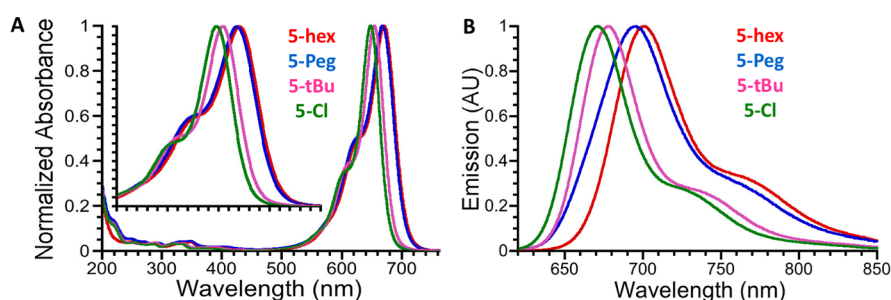 A
Normalized Absorbance
1
0.8
0.6
0.4
0.2
0
200 300 400 500 600 700
Wavelength (nm)
5-hex
5-Peg
5-tBu
5-Cl
B
Emission (AU)
1
0.8
0.6
0.4
0.2
0
650 700 750 800 850
Wavelength (nm)
5-hex
5-Peg
5-tBu
5-Cl